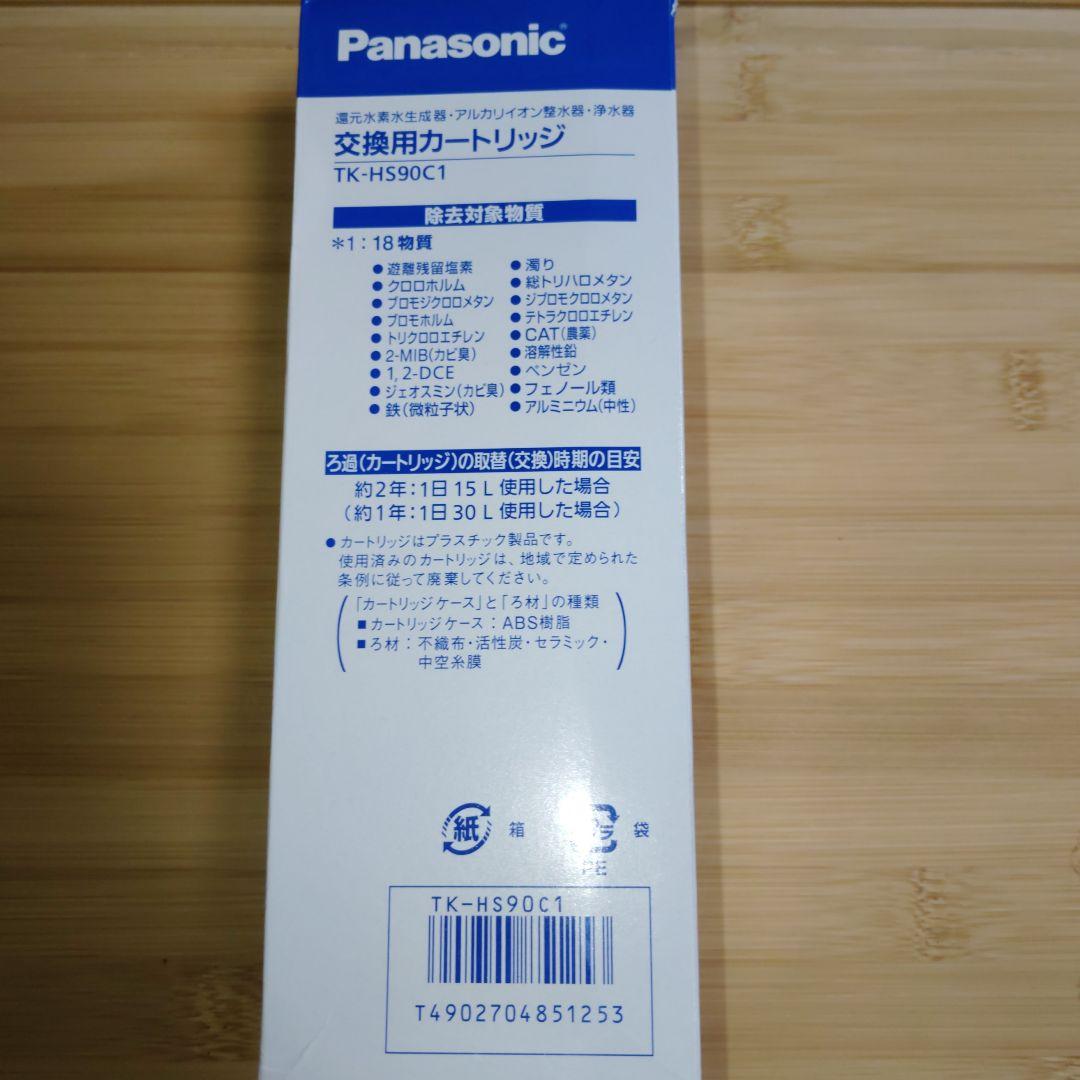 Panasonic
還元水素水生成器・アルカリイオン整水器・浄水器
交換用カートリッジ
TK-HS90C1
除去対象物質
*1：18物質
●遊離残留塩素 ●濁り
●クロロホルム ●総トリハロメタン
●ブロモジクロロメタン ●ジブロモクロロメタン
●ブロモホルム ●テトラクロロエチレン
●トリクロロエチレン ●CAT(農薬)
●2-MIB(カビ臭) ●溶解性鉛
●1,2-DCE ●ベンゼン
●ジェオスミン(カビ臭) ●フェノール類
●鉄(微粒子状) ●アルミニウム(中性)
ろ過(カートリッジ)の取替(交換)時期の目安
約2年：1日15L使用した場合
(約1年：1日30L使用した場合)
●カートリッジはプラスチック製品です。
使用済みのカートリッジは、地域で定められた
条例に従って廃棄してください。
「カートリッジケース」と「ろ材」の種類
■カートリッジケース：ABS樹脂
■ろ材：不織布・活性炭・セラミック・
中空糸膜
紙 箱 プラ 袋
PE
TK-HS90C1
T4902704851253